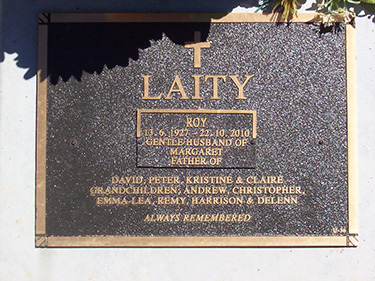 LAITY
ROY
13. 6. 1927 - 22. 10. 2010
GENTLE HUSBAND OF
MARGARET
FATHER OF
DAVID, PETER, KRISTINE & CLAIRE
GRANDCHILDREN, ANDREW, CHRISTOPHER,
EMMA-LEA, REMY, HARRISON & DELENN
ALWAYS REMEMBERED